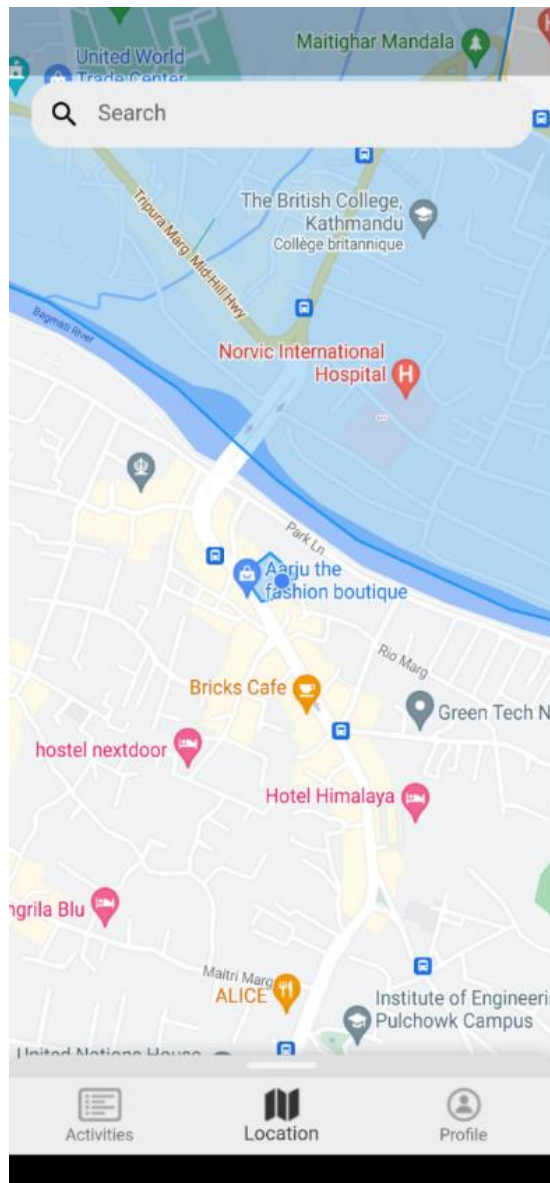 Maitighar Mandala
United World
Trade Center
Search
The British College,
Kathmandu
Collège britannique
Tripura Marg
Mid-Hill Hwy
Bagmati River
Norvic International
Hospital
Park Ln
Aarju the
fashion boutique
Rio Marg
Bricks Cafe
Green Tech N
hostel nextdoor
Hotel Himalaya
ngrila Blu
Maitri Marg
ALICE
Institute of Engineeri
Pulchowk Campus
United Nations House
Activities
Location
Profile